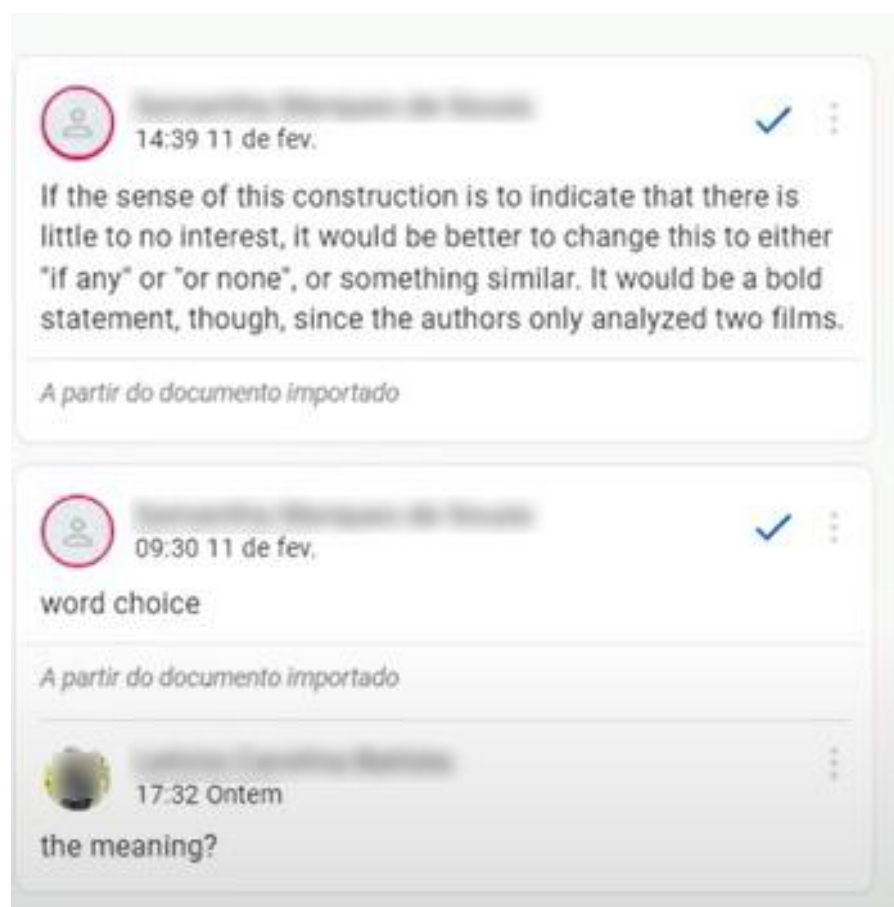 14:39 11 de fev.
If the sense of this construction is to indicate that there is
little to no interest, it would be better to change this to either
"if any" or "or none", or something similar. It would be a bold
statement, though, since the authors only analyzed two films.
A partir do documento importado
09:30 11 de fev.
word choice
A partir do documento importado
17:32 Ontem
the meaning?